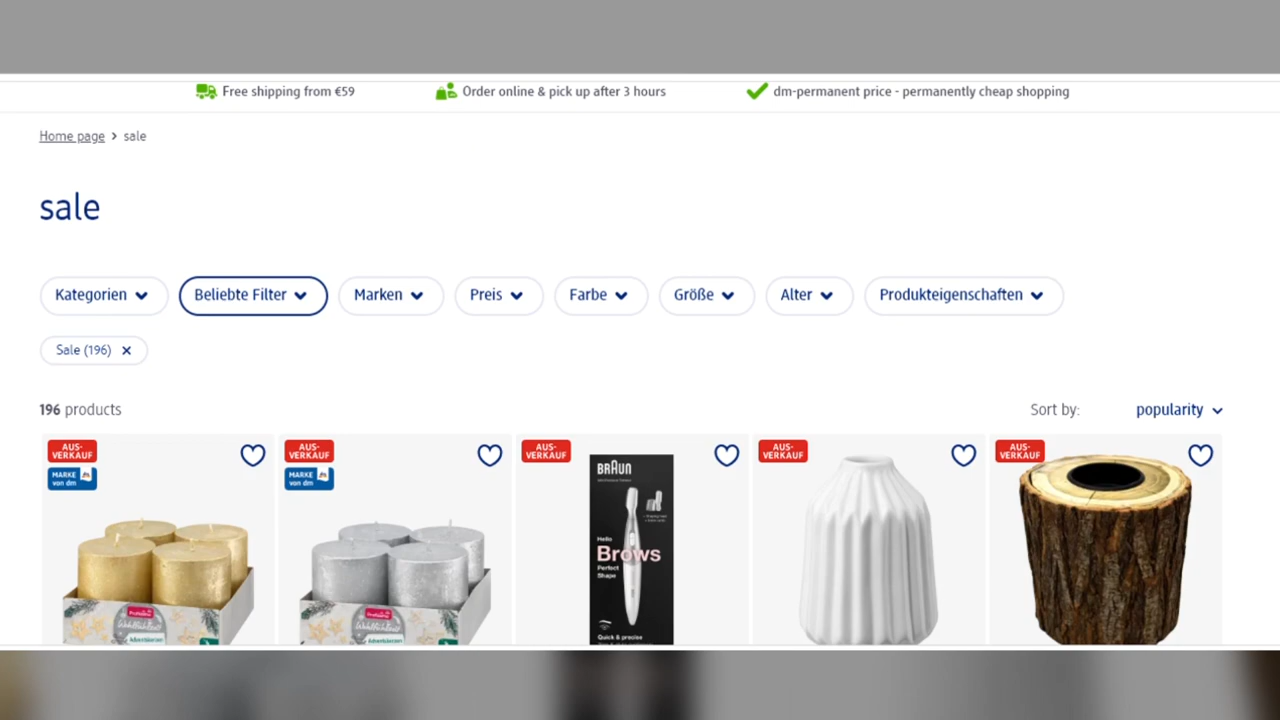 Free shipping from €59
Order online & pick up after 3 hours
dm-permanent price - permanently cheap shopping
Home page > sale
sale
Kategorien
Beliebte Filter
Marken
Preis
Farbe
Größe
Alter
Produkteigenschaften
Sale (196) ×
196 products
Sort by: popularity
AUS-
VERKAUF
MARKE
von dm
AUS-
VERKAUF
MARKE
von dm
AUS-
VERKAUF
BRAUN
Hello
Brows
Perfect
Shape
Quick & precise
AUS-
VERKAUF
AUS-
VERKAUF